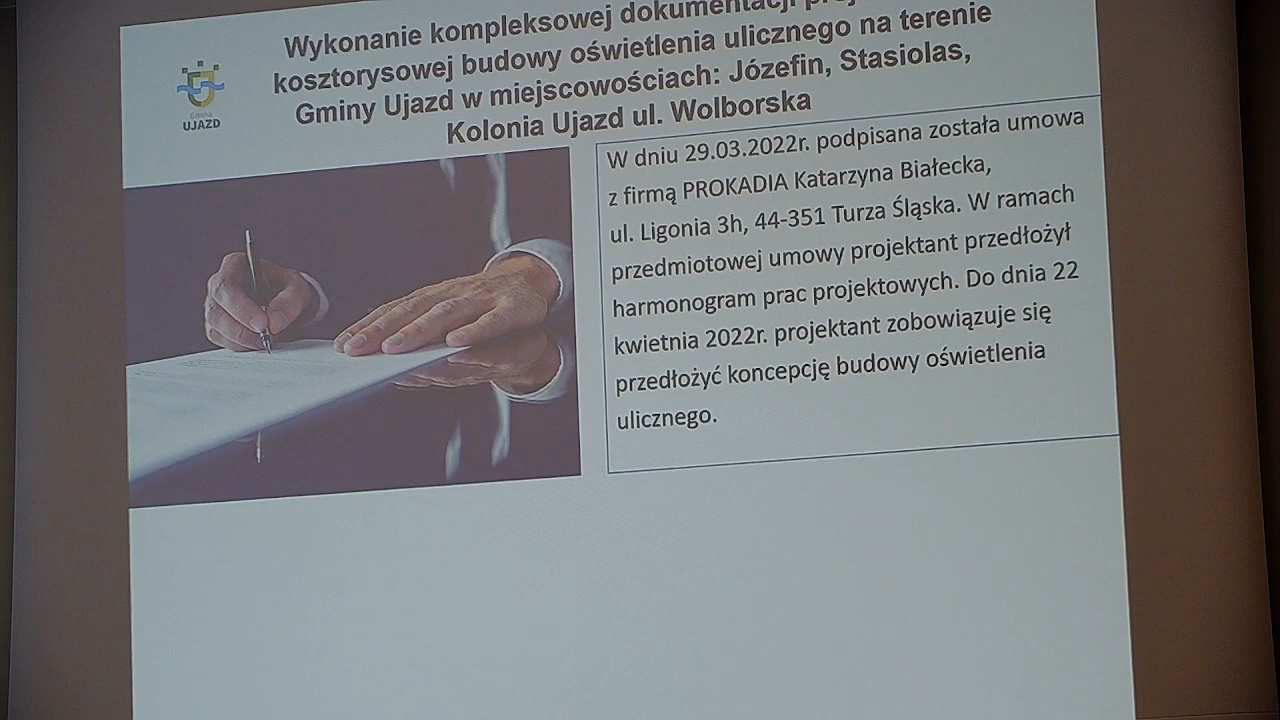 Wykonanie kompleksowej dokumentacji
kosztorysowej budowy oświetlenia ulicznego na terenie
Gminy Ujazd w miejscowościach: Józefin, Stasiolas,
Kolonia Ujazd ul. Wolborska
Gmina
UJAZD
W dniu 29.03.2022r. podpisana została umowa
z firmą PROKADIA Katarzyna Białecka,
ul. Ligonia 3h, 44-351 Turza Śląska. W ramach
przedmiotowej umowy projektant przedłożył
harmonogram prac projektowych. Do dnia 22
kwietnia 2022r. projektant zobowiązuje się
przedłożyć koncepcję budowy oświetlenia
ulicznego.